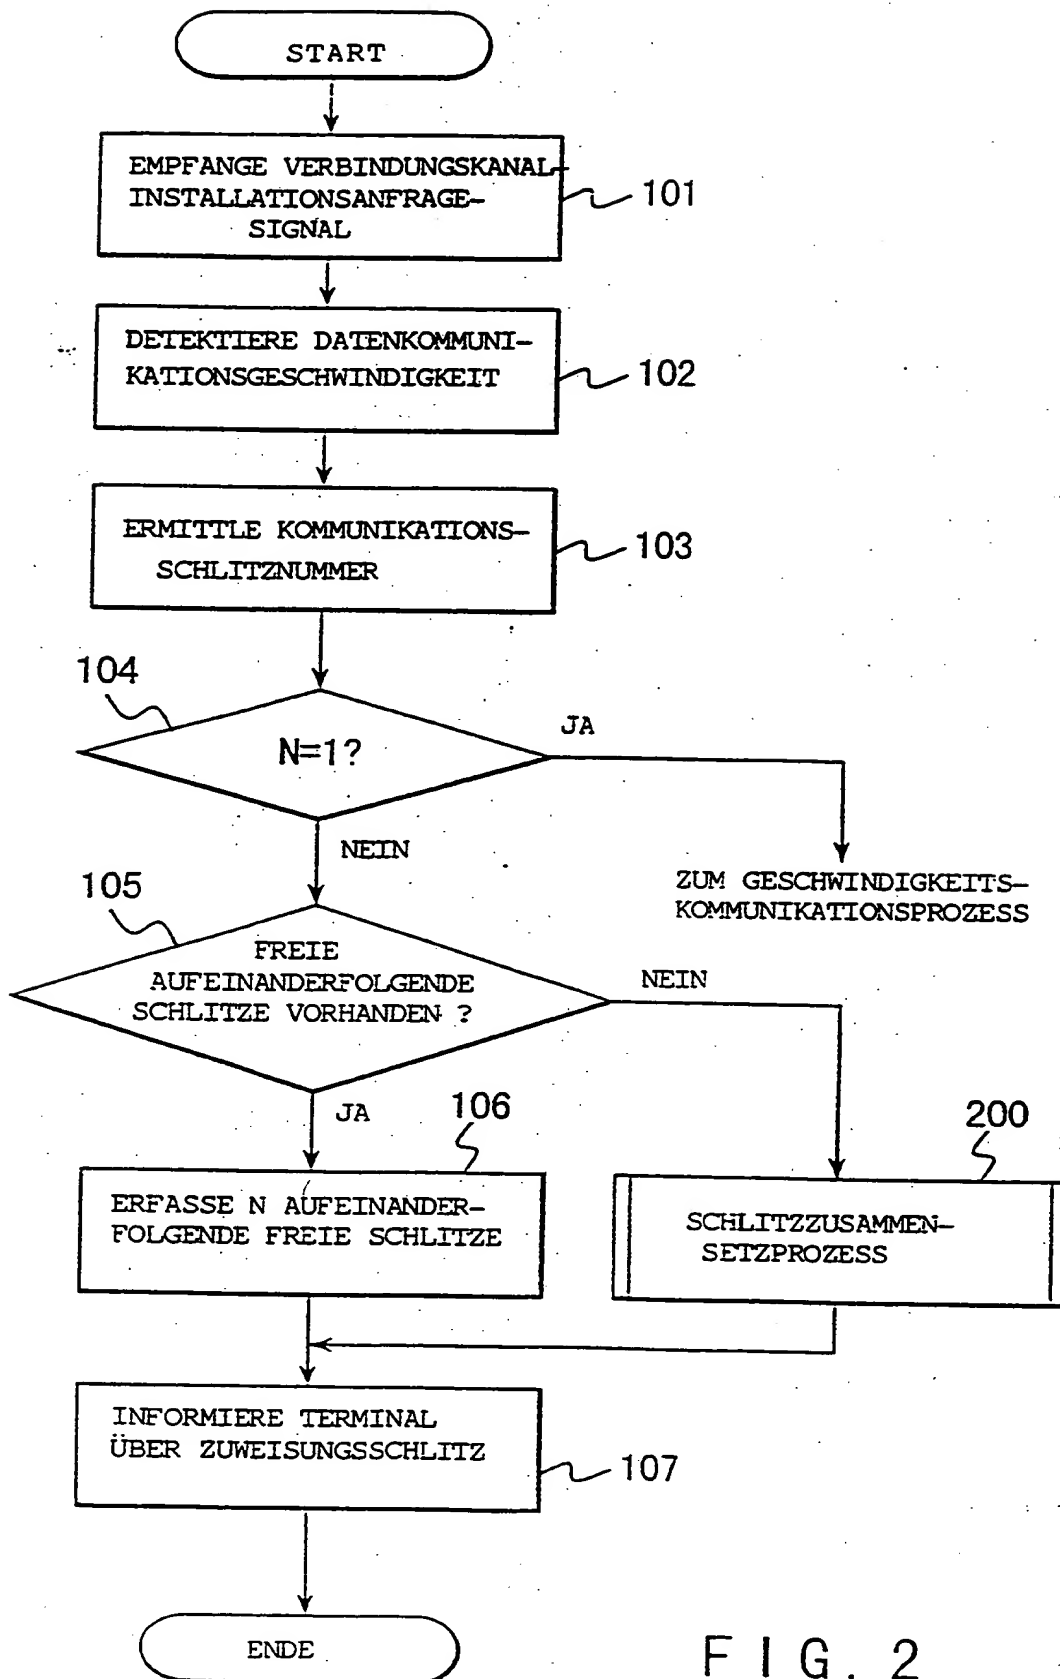 START
EMPFANGE VERBINDUNGSKANAL-
INSTALLATIONSANFRAGE-
SIGNAL
101
DETEKTIERE DATENKOMMUNI-
KATIONSGESCHWINDIGKEIT
102
ERMITTLE KOMMUNIKATIONS-
SCHLITZNUMMER
103
104
N=1?
JA
NEIN
ZUM GESCHWINDIGKEITS-
KOMMUNIKATIONSPROZESS
105
FREIE
AUFEINANDERFOLGENDE
SCHLITZE VORHANDEN ?
NEIN
JA
106
200
ERFASSE N AUFEINANDER-
FOLGENDE FREIE SCHLITZE
SCHLITZZUSAMMEN-
SETZPROZESS
INFORMIERE TERMINAL
ÜBER ZUWEISUNGSSCHLITZ
107
ENDE
FIG. 2